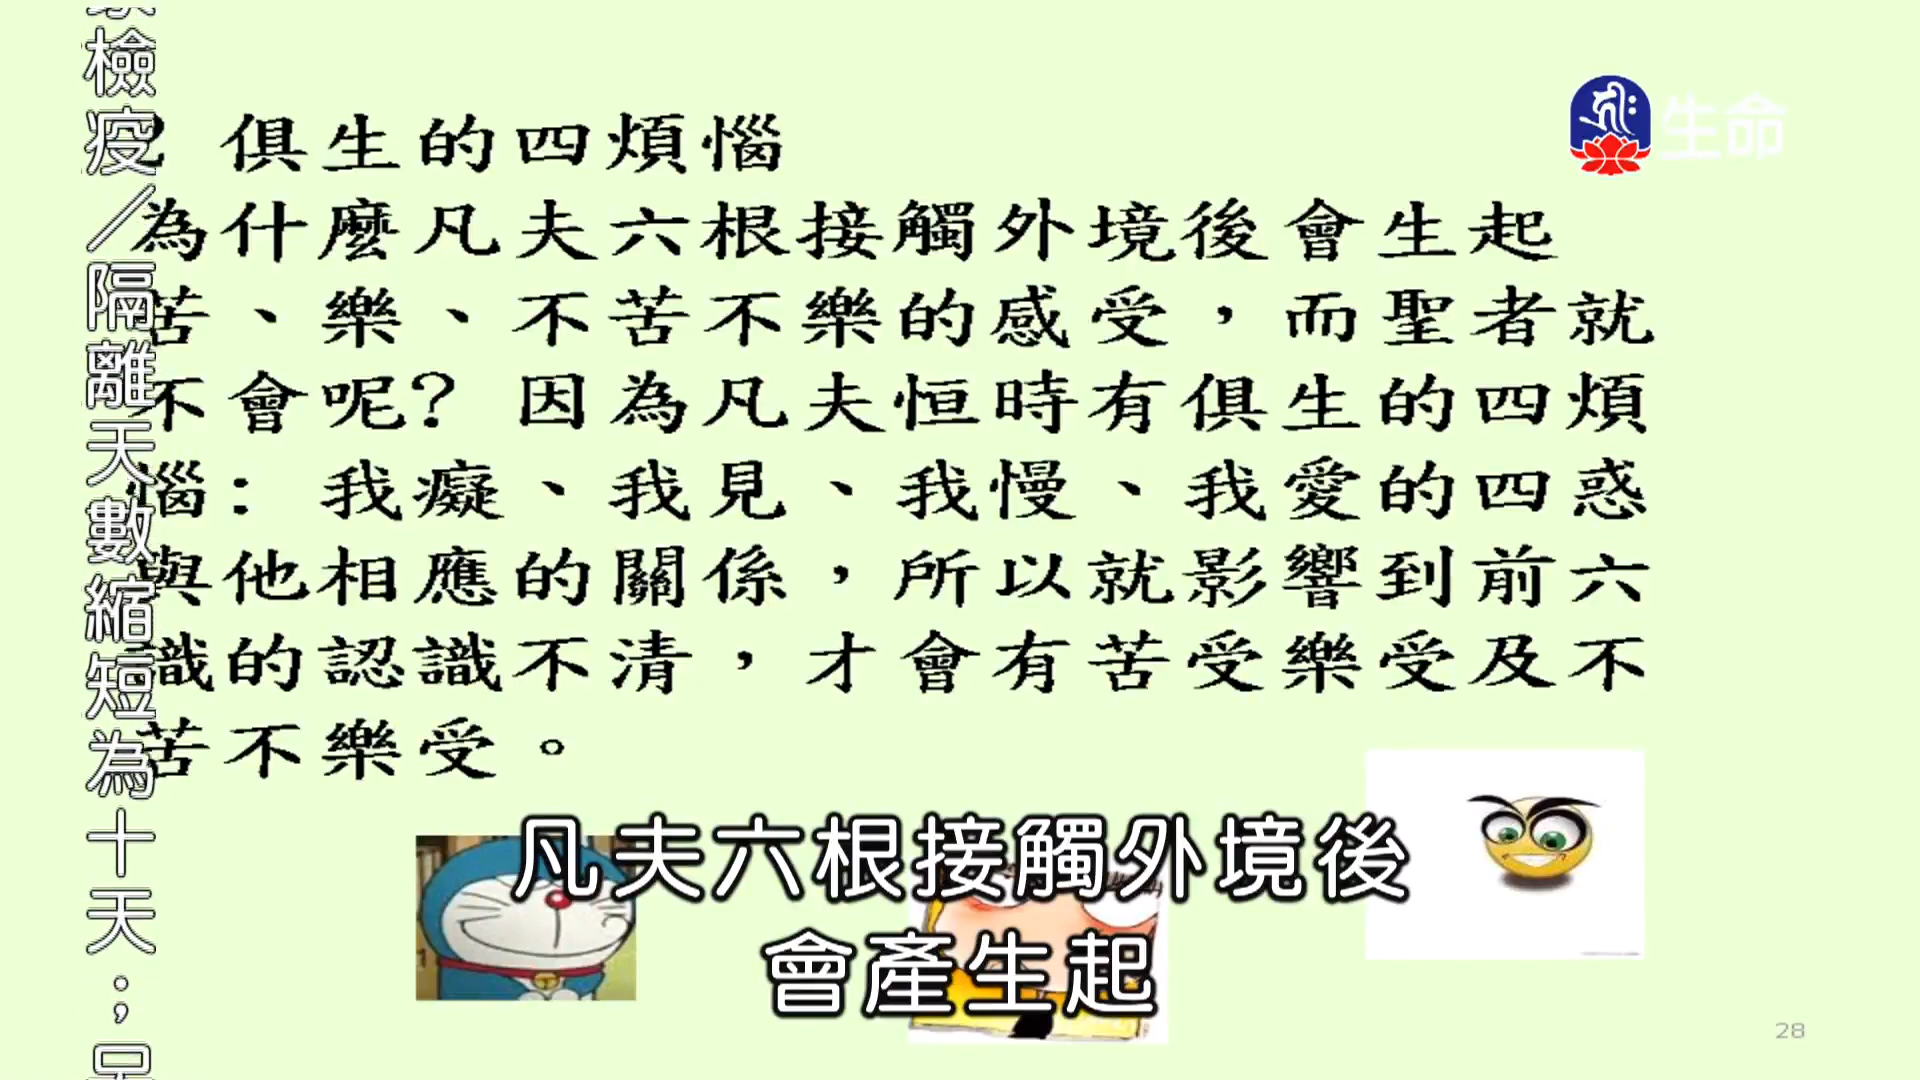 檢疫／隔離天數縮短為十天；
生命
2 俱生的四煩惱
為什麼凡夫六根接觸外境後會生起
苦、樂、不苦不樂的感受，而聖者就
不會呢？因為凡夫恒時有俱生的四煩
惱：我癡、我見、我慢、我愛的四惑
與他相應的關係，所以就影響到前六
識的認識不清，才會有苦受樂受及不
苦不樂受。
凡夫六根接觸外境後
會產生起
28